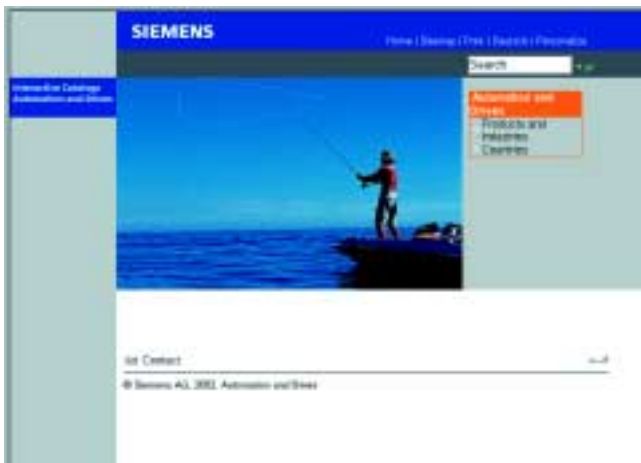 SIEMENS
Home | Sitemap | Print | Search | Personalize
Search
Interactive Catalogs
Automation and Drives
Automation and
Drives
Products and
Industries
Countries
Contact
© Siemens AG, 2002, Automation and Drives